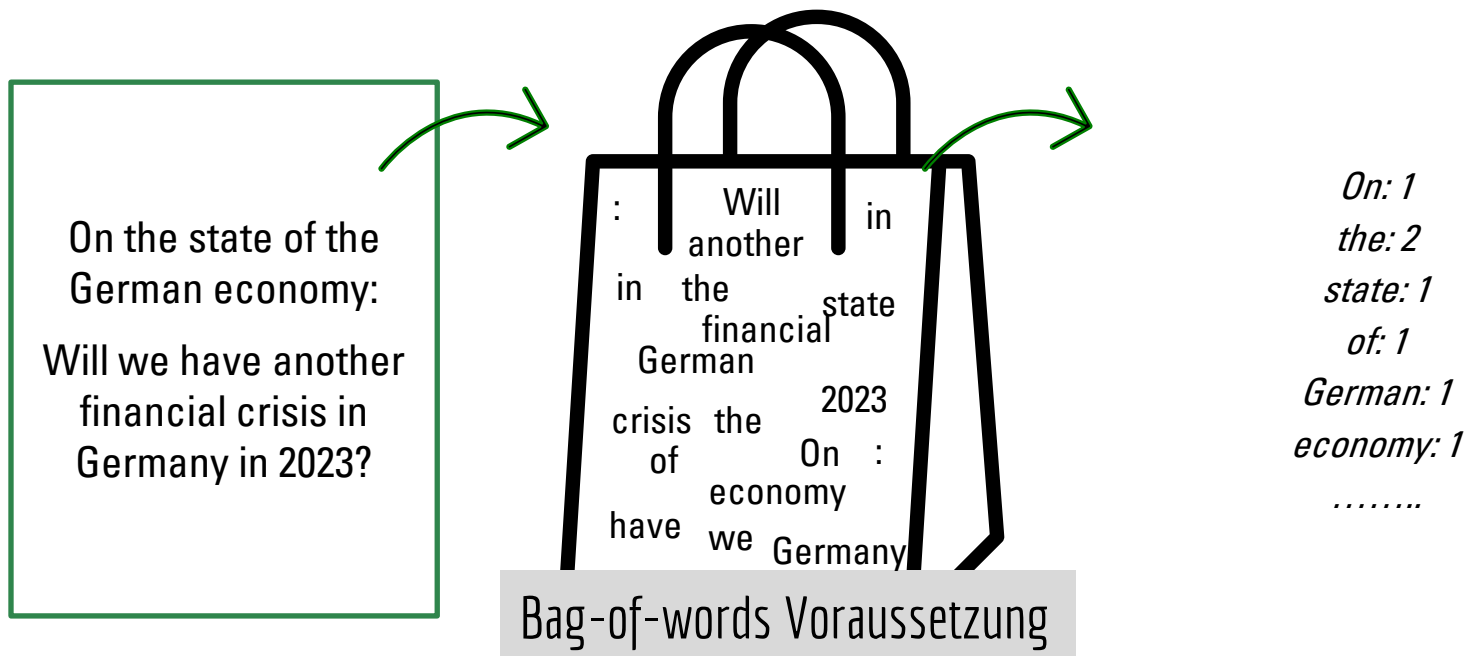 On the state of the
German economy:
Will we have another
financial crisis in
Germany in 2023?
: Will in
another
in the
state
financial
German
2023
crisis the
of On :
economy
have we Germany
Bag-of-words Voraussetzung
On: 1
the: 2
state: 1
of: 1
German: 1
economy: 1
……..